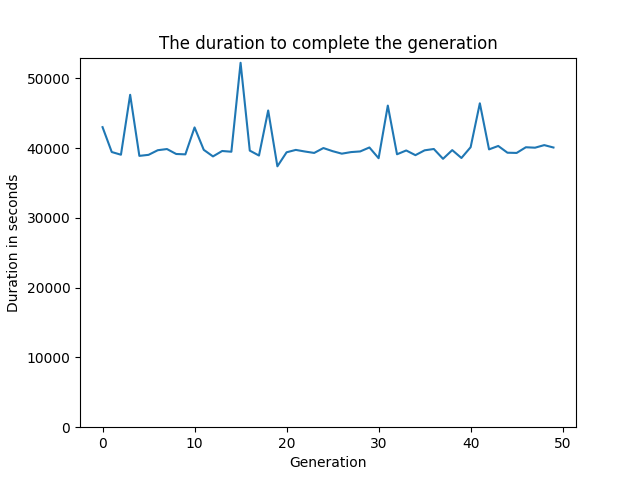 The duration to complete the generation
50000
40000
30000
20000
10000
0
Duration in seconds
0 10 20 30 40 50
Generation